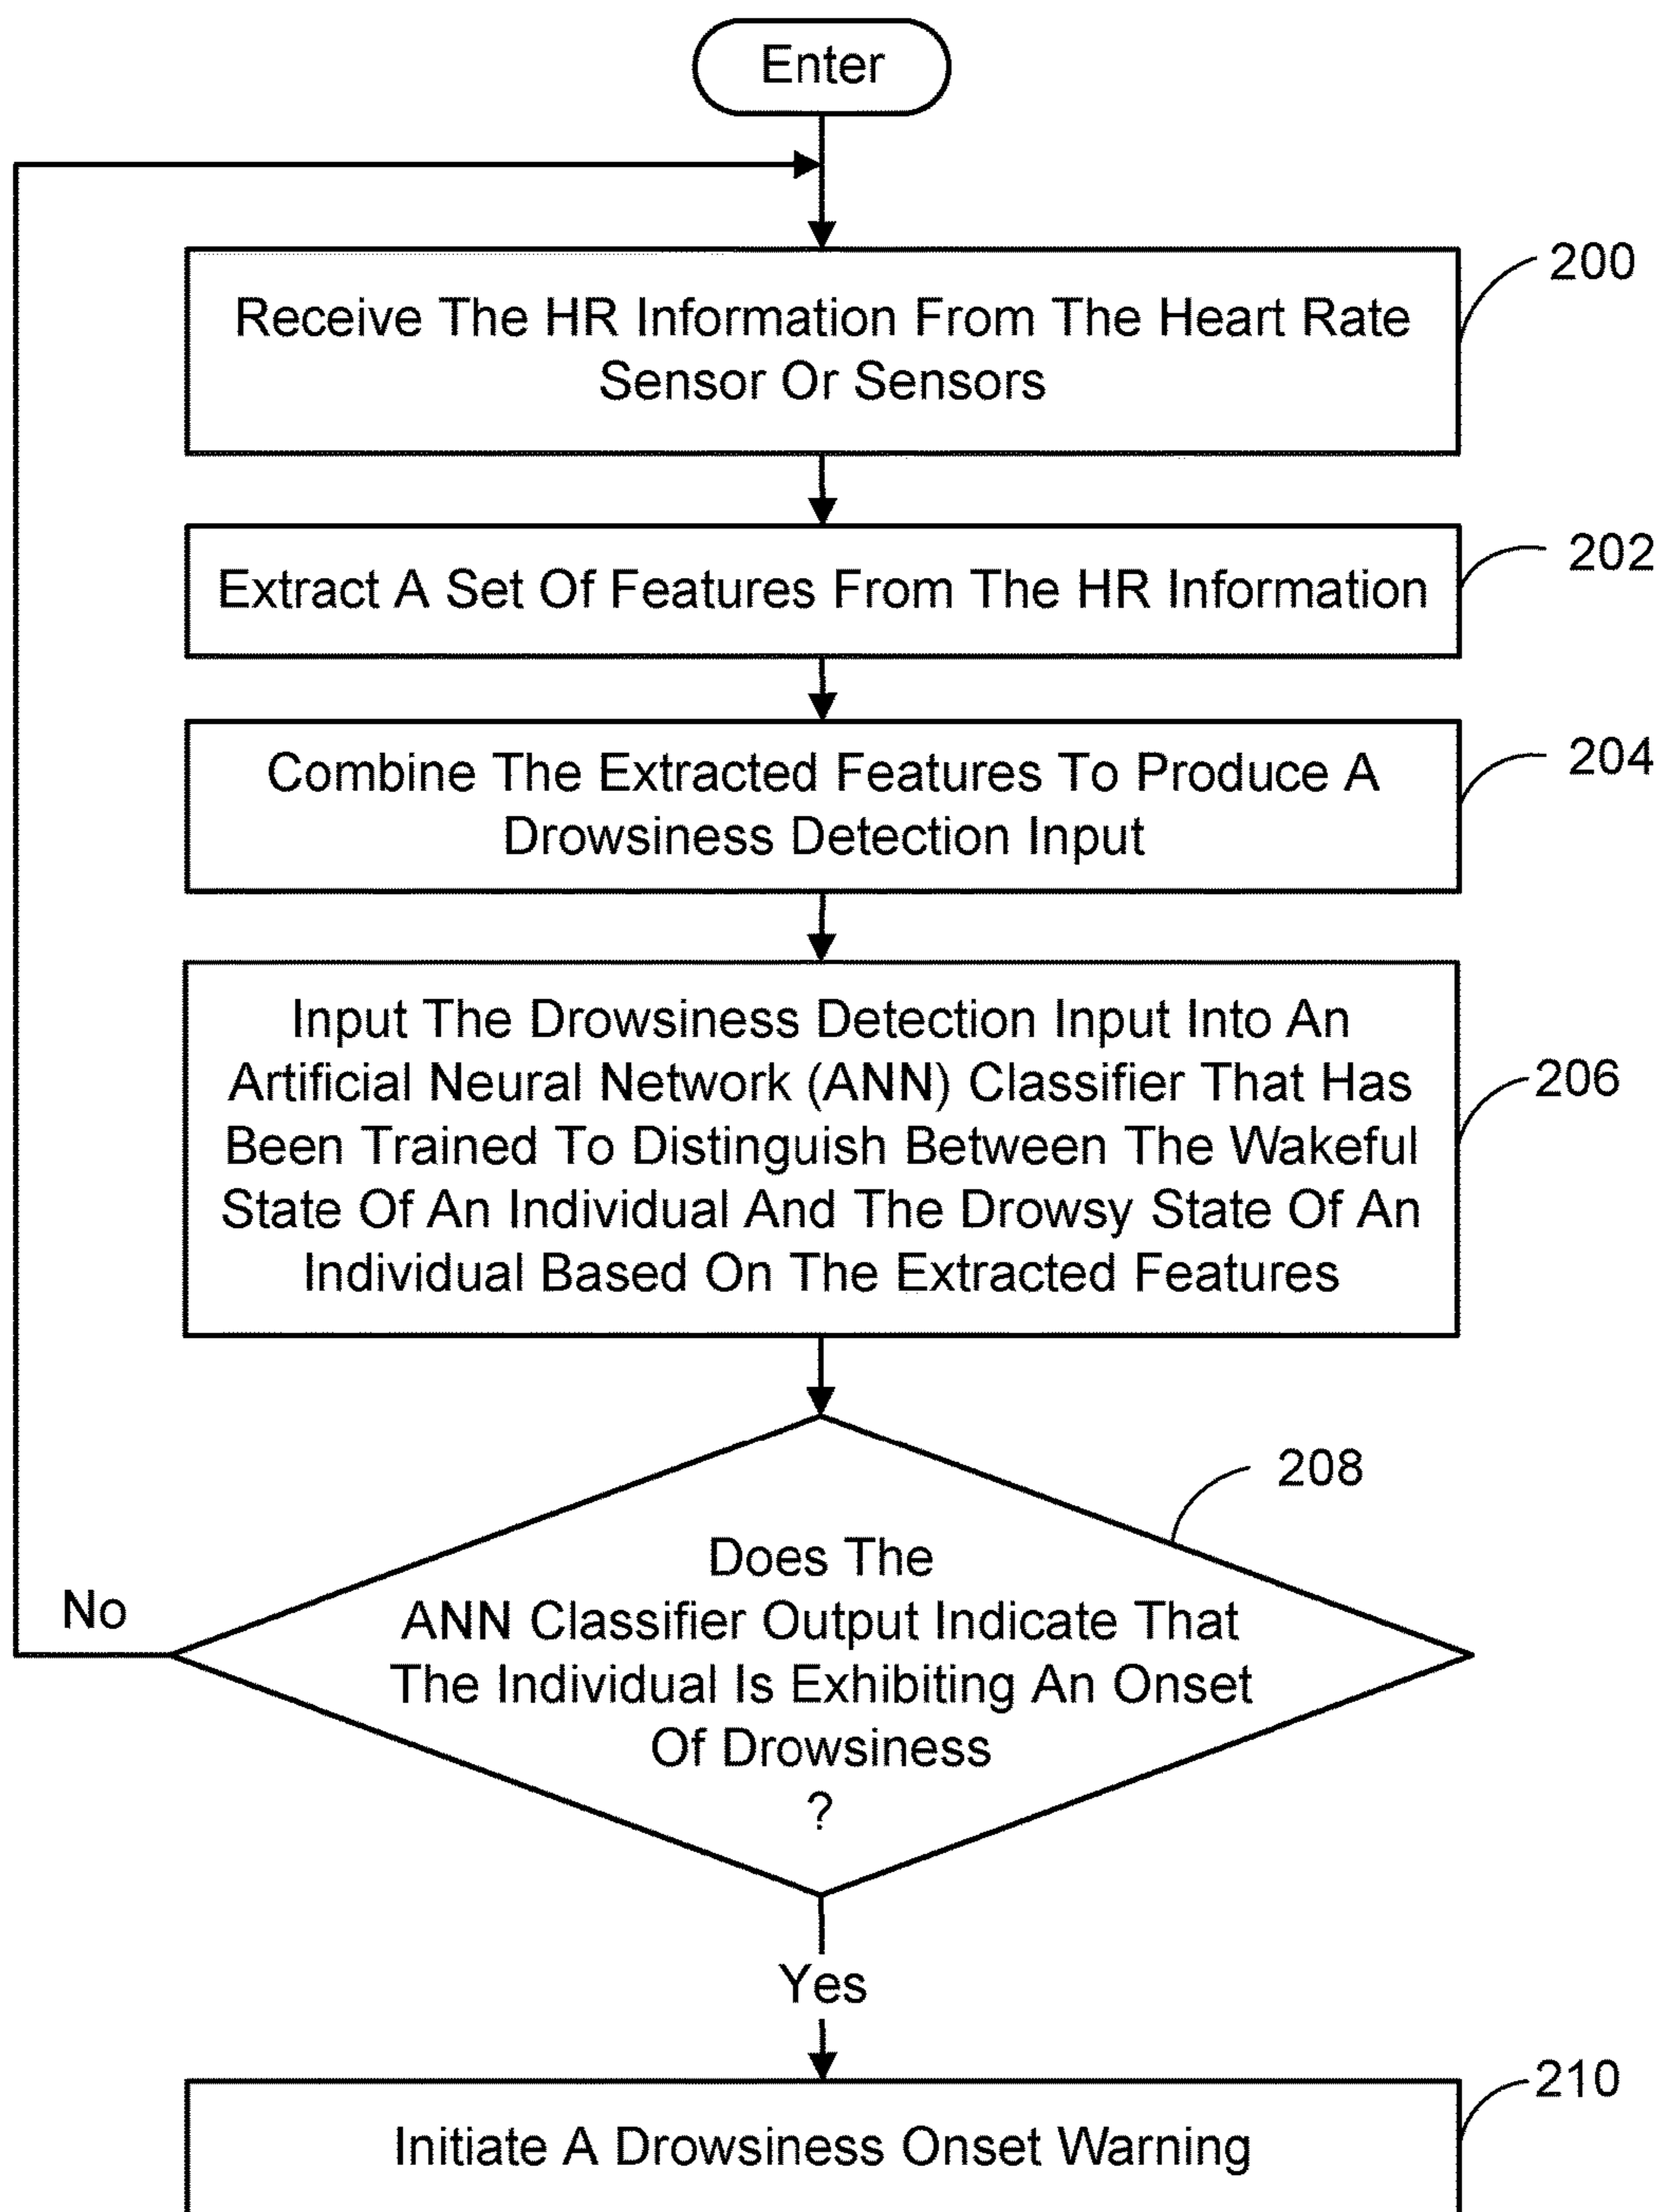 Enter
200
Receive The HR Information From The Heart Rate
Sensor Or Sensors
202
Extract A Set Of Features From The HR Information
204
Combine The Extracted Features To Produce A
Drowsiness Detection Input
Input The Drowsiness Detection Input Into An
Artificial Neural Network (ANN) Classifier That Has
206
Been Trained To Distinguish Between The Wakeful
State Of An Individual And The Drowsy State Of An
Individual Based On The Extracted Features
208
Does The
No
ANN Classifier Output Indicate That
The Individual Is Exhibiting An Onset
Of Drowsiness
?
Yes
210
Initiate A Drowsiness Onset Warning